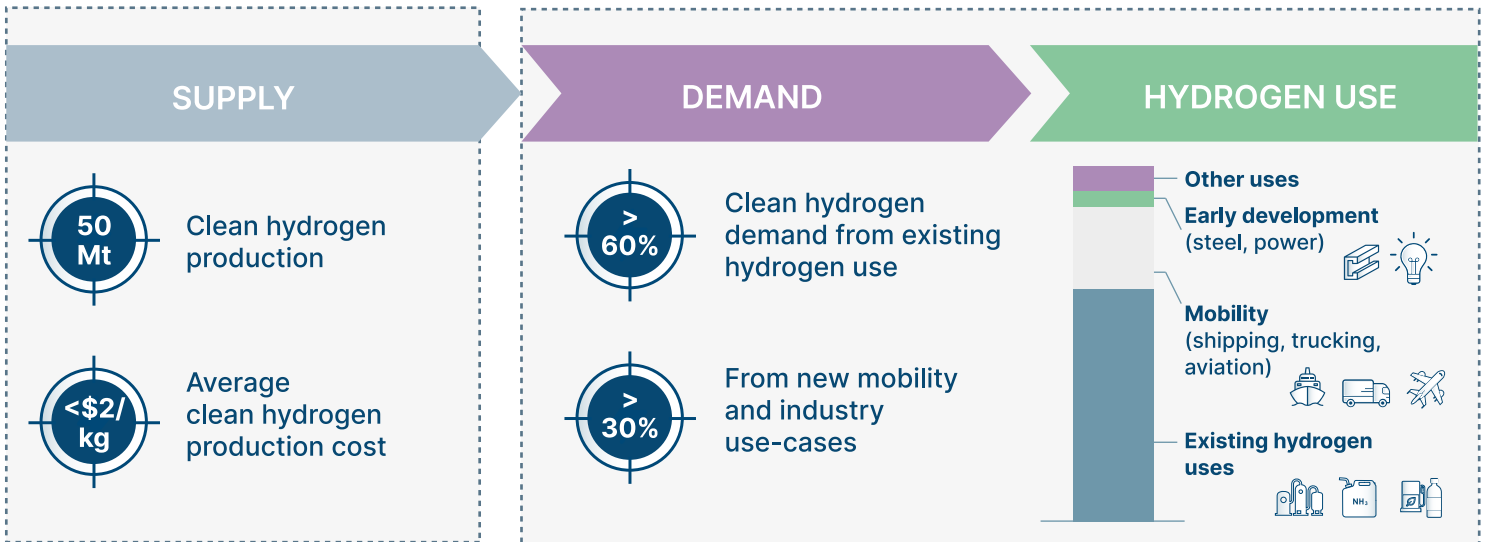 SUPPLY
50
Mt
Clean hydrogen
production
<$2/
kg
Average
clean hydrogen
production cost
DEMAND
>
60%
Clean hydrogen
demand from existing
hydrogen use
>
30%
From new mobility
and industry
use-cases
HYDROGEN USE
Other uses
Early development
(steel, power)
Mobility
(shipping, trucking,
aviation)
Existing hydrogen
uses
NH₃